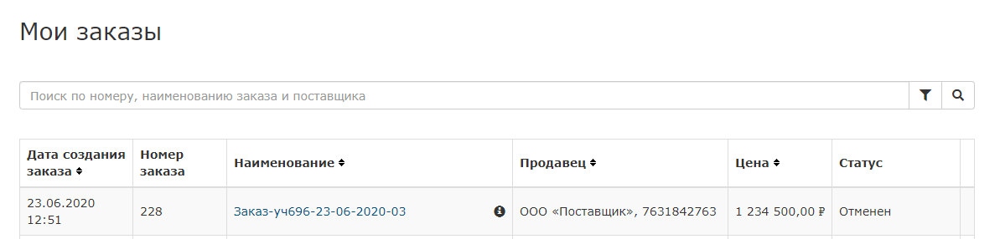 Мои заказы
Поиск по номеру, наименованию заказа и поставщика
Дата создания
заказа
Номер
заказа
Наименование
Продавец
Цена
Статус
23.06.2020
12:51
228
Заказ-уч696-23-06-2020-03
ООО «Поставщик», 7631842763
1 234 500,00 ₽
Отменен